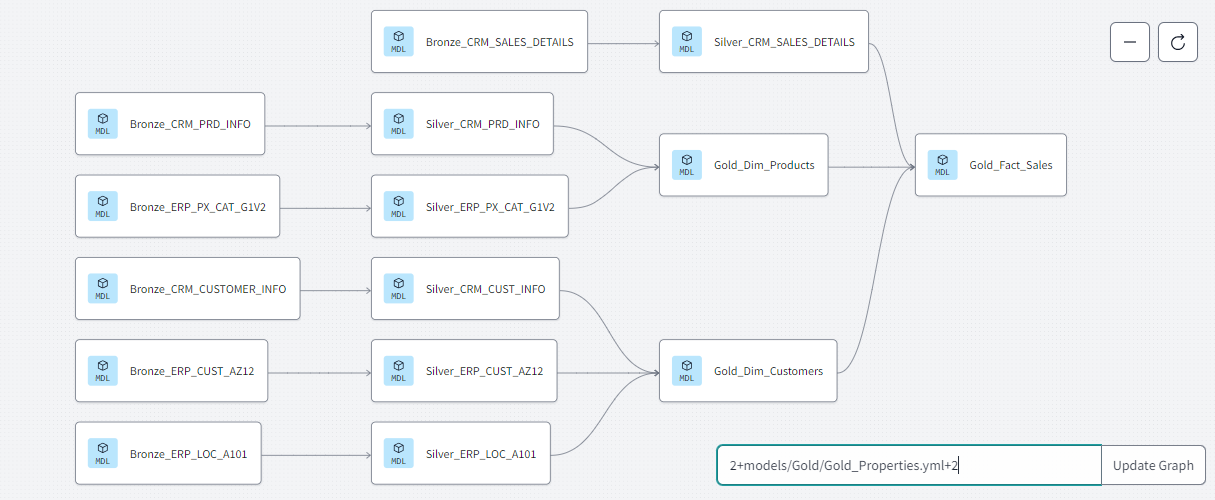 MDL Bronze_CRM_SALES_DETAILS
MDL Silver_CRM_SALES_DETAILS
MDL Bronze_CRM_PRD_INFO
MDL Silver_CRM_PRD_INFO
MDL Gold_Dim_Products
MDL Gold_Fact_Sales
MDL Bronze_ERP_PX_CAT_G1V2
MDL Silver_ERP_PX_CAT_G1V2
MDL Bronze_CRM_CUSTOMER_INFO
MDL Silver_CRM_CUST_INFO
MDL Bronze_ERP_CUST_AZ12
MDL Silver_ERP_CUST_AZ12
MDL Gold_Dim_Customers
MDL Bronze_ERP_LOC_A101
MDL Silver_ERP_LOC_A101
2+models/Gold/Gold_Properties.yml+2
Update Graph